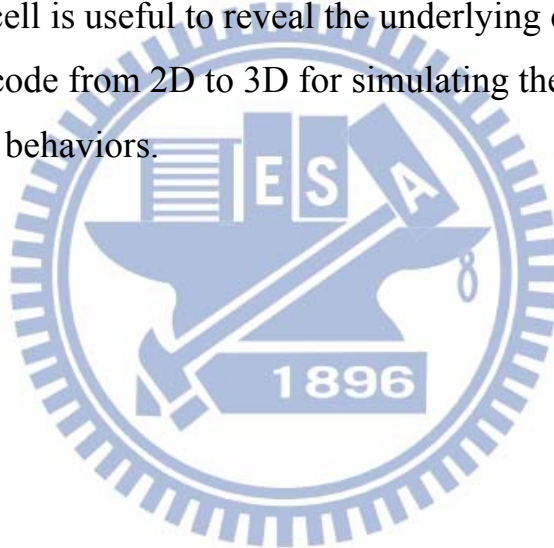 cell is useful to reveal the underlying
code from 2D to 3D for simulating the
behaviors.
E S A
1896